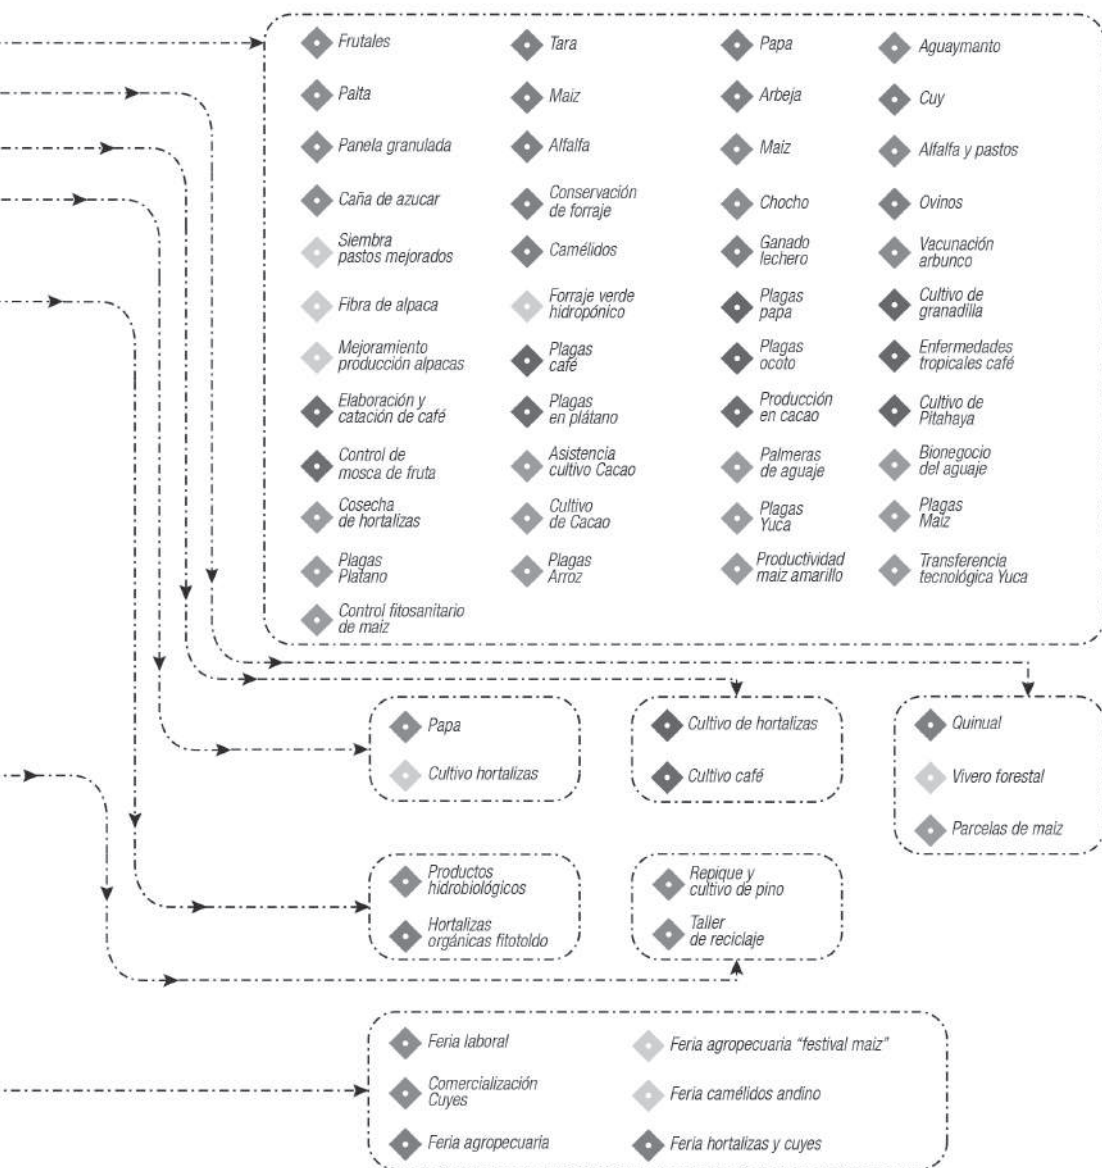 Frutales
Tara
Papa
Aguaymanto
Palta
Maiz
Arbeja
Cuy
Panela granulada
Alfalfa
Maiz
Alfalfa y pastos
Caña de azucar
Conservación
de forraje
Chocho
Ovinos
Siembra
pastos mejorados
Camélidos
Ganado
lechero
Vacunación
arbunco
Fibra de alpaca
Forraje verde
hidropónico
Plagas
papa
Cultivo de
granadilla
Mejoramiento
producción alpacas
Plagas
café
Plagas
ocoto
Enfermedades
tropicales café
Elaboración y
catación de café
Plagas
en plátano
Producción
en cacao
Cultivo de
Pitahaya
Control de
mosca de fruta
Asistencia
cultivo Cacao
Palmeras
de aguaje
Bionegocio
del aguaje
Cosecha
de hortalizas
Cultivo
de Cacao
Plagas
Yuca
Plagas
Maiz
Plagas
Platano
Plagas
Arroz
Productividad
maiz amarillo
Transferencia
tecnológica Yuca
Control fitosanitario
de maiz
Papa
Cultivo hortalizas
Cultivo de hortalizas
Cultivo café
Quinual
Vivero forestal
Parcelas de maiz
Productos
hidrobiológicos
Hortalizas
orgánicas fitotoldo
Repique y
cultivo de pino
Taller
de reciclaje
Feria laboral
Feria agropecuaria “festival maiz”
Comercialización
Cuyes
Feria camélidos andino
Feria agropecuaria
Feria hortalizas y cuyes